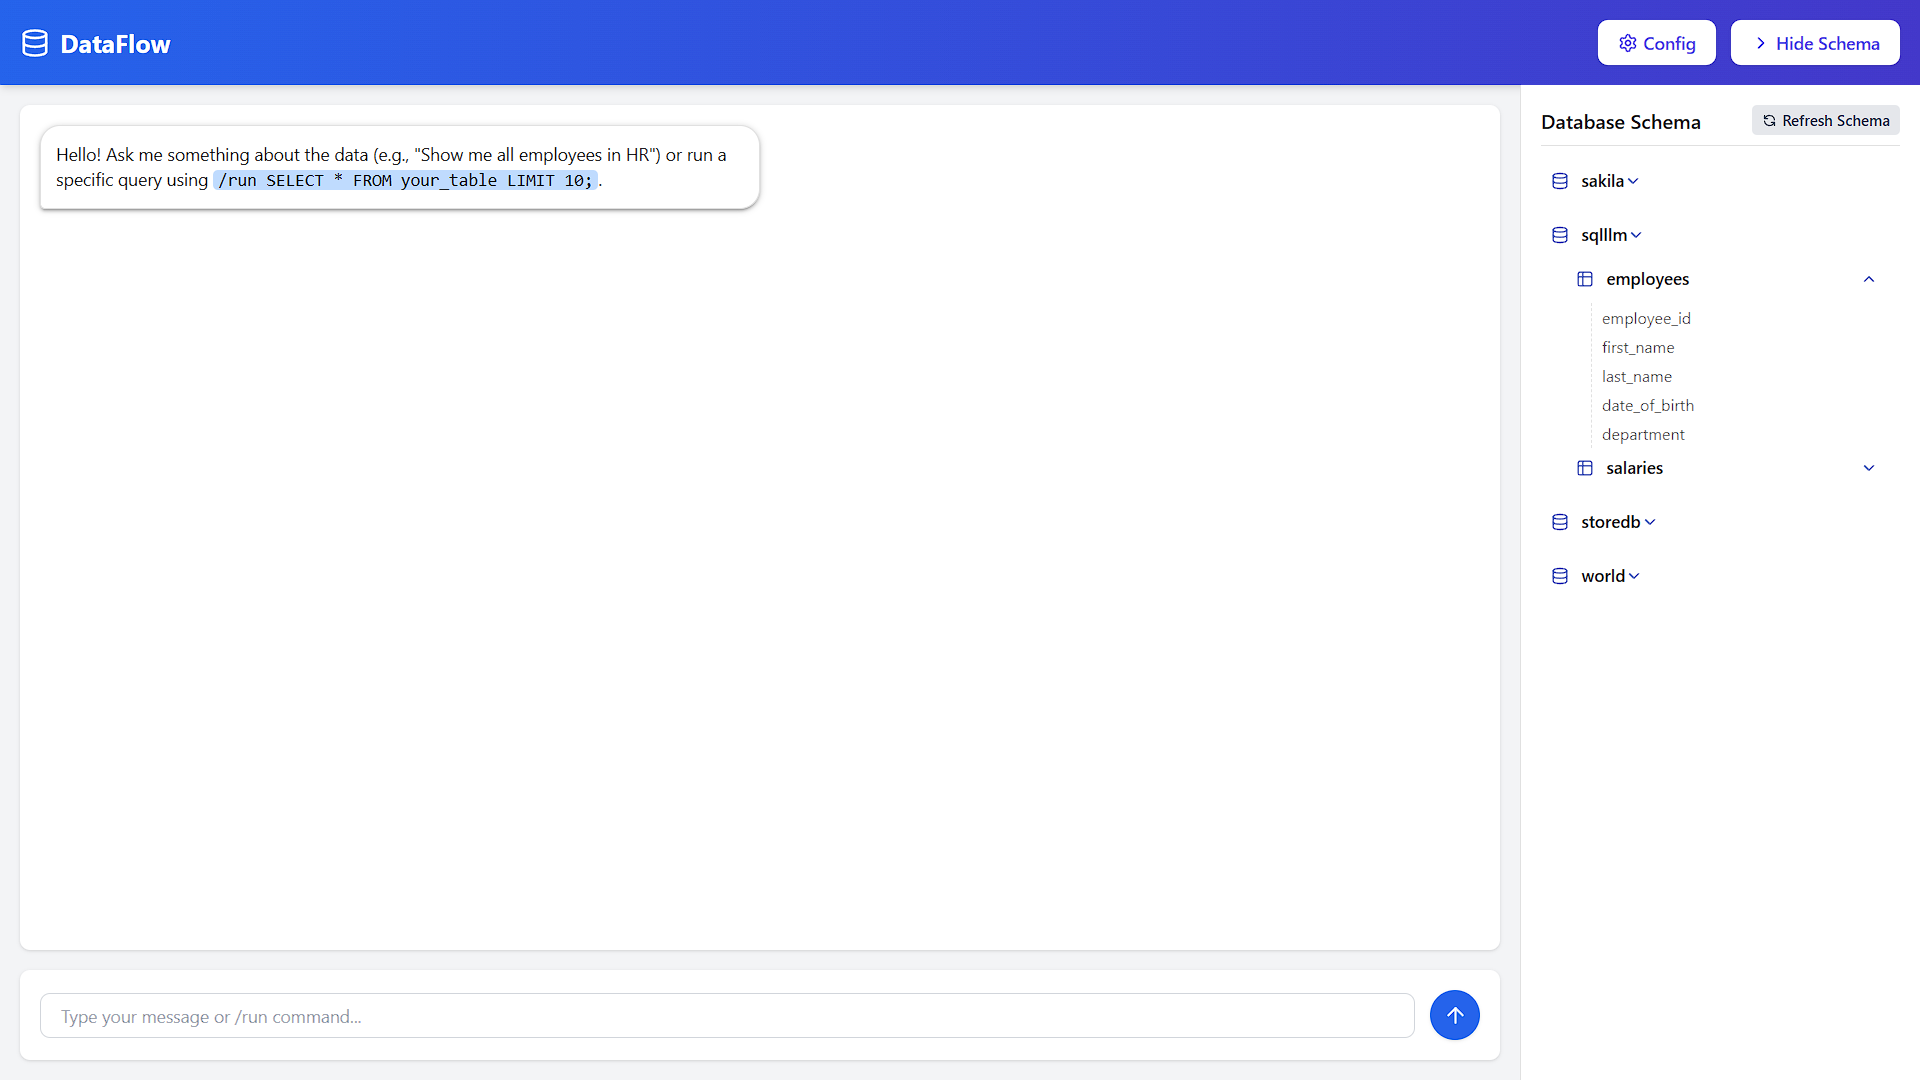 DataFlow
Config
Hide Schema
Hello! Ask me something about the data (e.g., "Show me all employees in HR") or run a
specific query using /run SELECT * FROM your_table LIMIT 10;.
Type your message or /run command...
Database Schema
Refresh Schema
sakila
sqlllm
employees
employee_id
first_name
last_name
date_of_birth
department
salaries
storedb
world